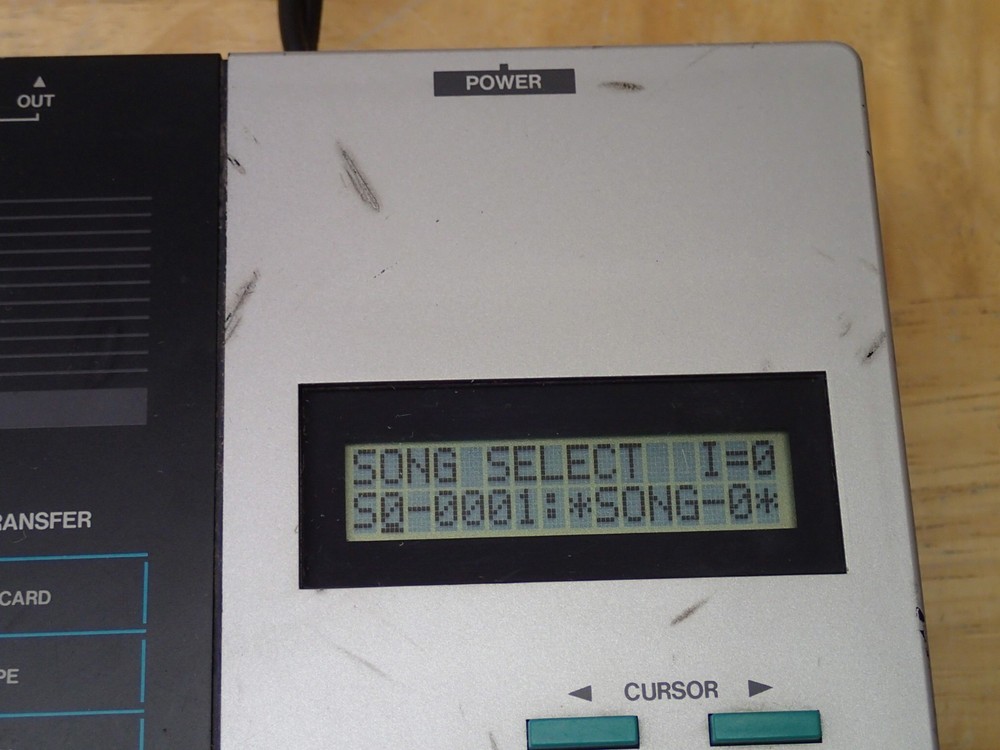 OUT
POWER
SONG SELECT I=0
S0-0001:*SONG-0*
RANSFER
CARD
PE
CURSOR